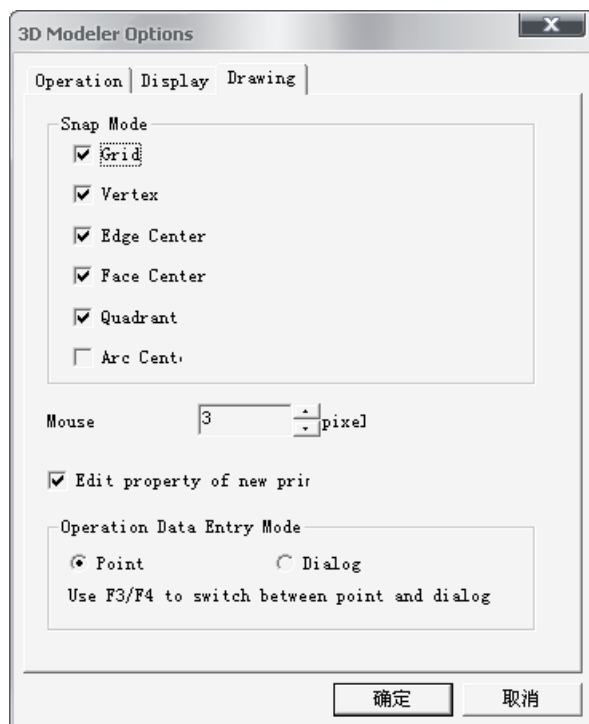 3D Modeler Options
Operation Display Drawing
Snap Mode
Grid
Vertex
Edge Center
Face Center
Quadrant
Arc Cent
Mouse 3 pixel
Edit property of new prir
Operation Data Entry Mode
Point Dialog
Use F3/F4 to switch between point and dialog
确定 取消